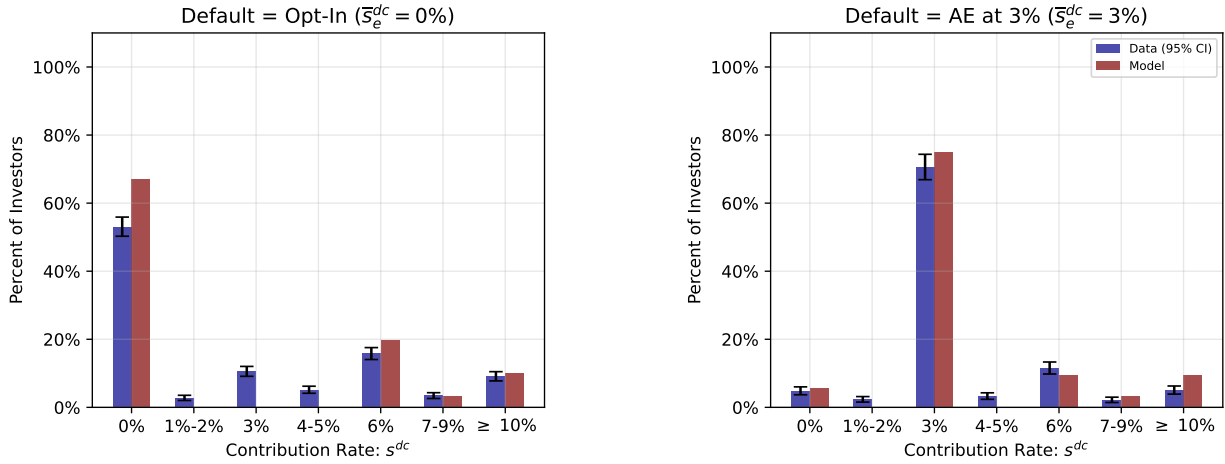 Default = Opt-In (s̅ₑᵈᶜ = 0%)
Percent of Investors
100%
80%
60%
40%
20%
0%
0% 1%-2% 3% 4-5% 6% 7-9% ≥ 10%
Contribution Rate: sᵈᶜ
Default = AE at 3% (s̅ₑᵈᶜ = 3%)
Data (95% CI)
Model
Percent of Investors
100%
80%
60%
40%
20%
0%
0% 1%-2% 3% 4-5% 6% 7-9% ≥ 10%
Contribution Rate: sᵈᶜ